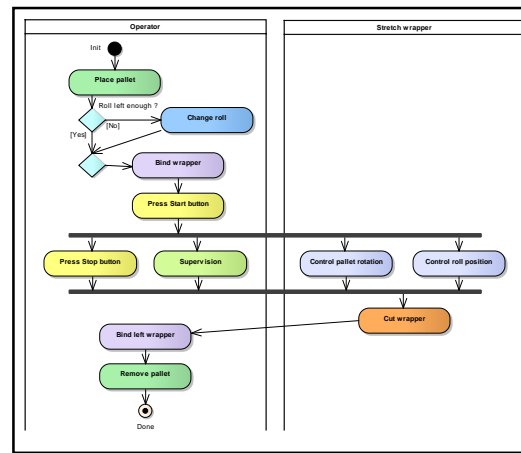 Operator
Stretch wrapper
Init
Place pallet
Roll left enough ?
[No]
Change roll
[Yes]
Bind wrapper
Press Start button
Press Stop button
Supervision
Control pallet rotation
Control roll position
Cut wrapper
Bind left wrapper
Remove pallet
Done